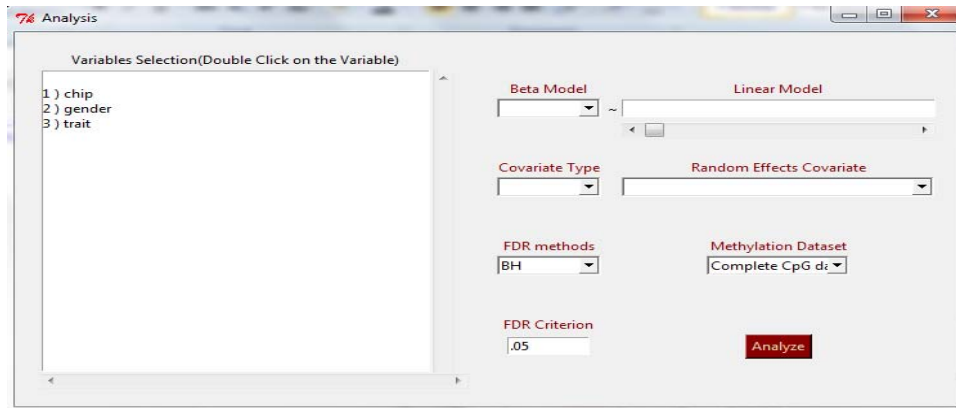 Analysis
Variables Selection(Double Click on the Variable)
1 ) chip
2 ) gender
3 ) trait
Beta Model
Linear Model
~
Covariate Type
Random Effects Covariate
FDR methods
Methylation Dataset
BH
Complete CpG da
FDR Criterion
.05
Analyze